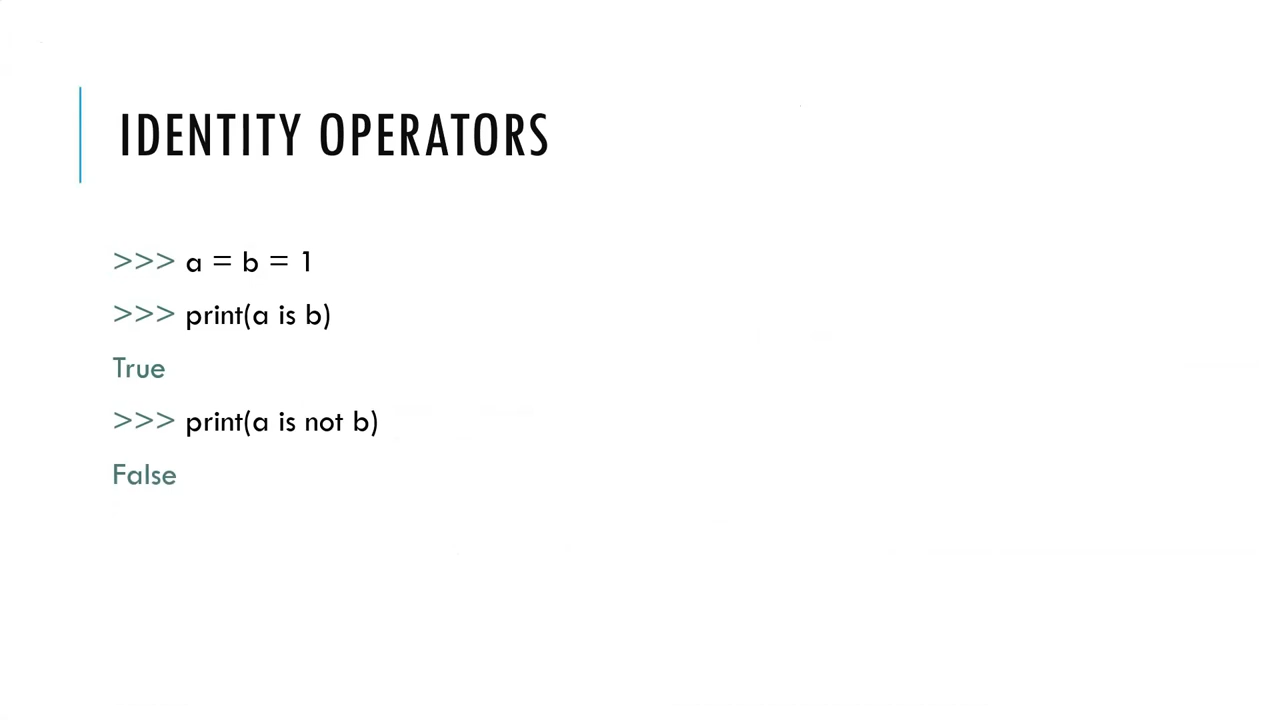 IDENTITY OPERATORS
>>> a = b = 1
>>> print(a is b)
True
>>> print(a is not b)
False